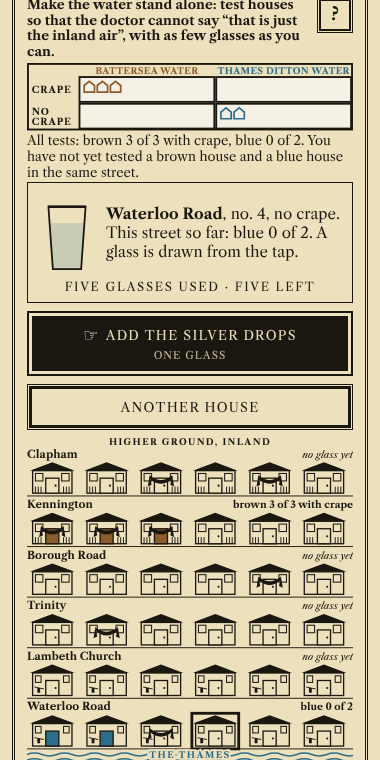 Make the water stand alone: test houses
so that the doctor cannot say “that is just
the inland air”, with as few glasses as you
can.
?
BATTERSEA WATER THAMES DITTON WATER
CRAPE
NO
CRAPE
All tests: brown 3 of 3 with crape, blue 0 of 2. You
have not yet tested a brown house and a blue house
in the same street.
Waterloo Road, no. 4, no crape.
This street so far: blue 0 of 2. A
glass is drawn from the tap.
FIVE GLASSES USED · FIVE LEFT
☞ ADD THE SILVER DROPS
ONE GLASS
ANOTHER HOUSE
HIGHER GROUND, INLAND
Clapham no glass yet
Kennington brown 3 of 3 with crape
Borough Road no glass yet
Trinity no glass yet
Lambeth Church no glass yet
Waterloo Road blue 0 of 2
THE THAMES